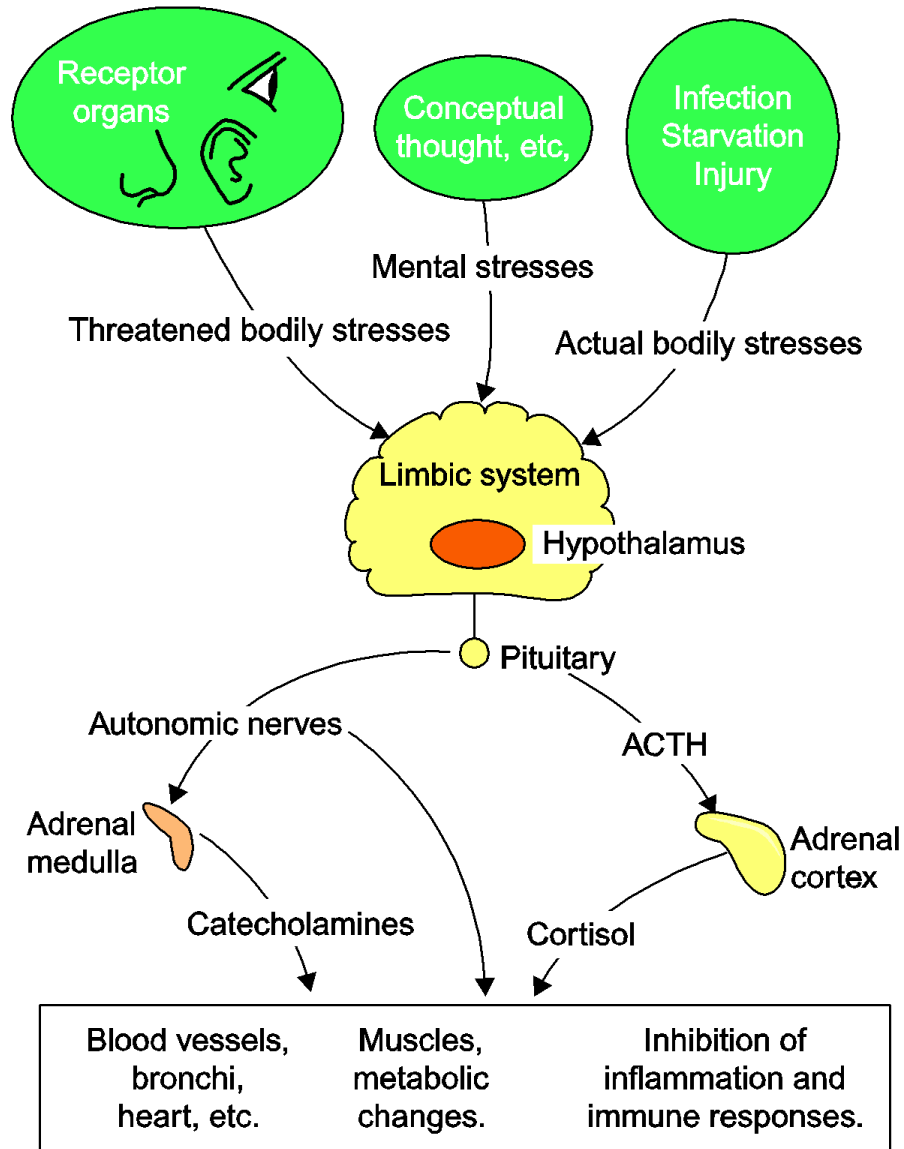 Receptor
organs
Conceptual
thought, etc,
Infection
Starvation
Injury
Mental stresses
Threatened bodily stresses
Actual bodily stresses
Limbic system
Hypothalamus
Pituitary
Autonomic nerves
ACTH
Adrenal
medulla
Adrenal
cortex
Catecholamines
Cortisol
Blood vessels,
bronchi,
heart, etc.
Muscles,
metabolic
changes.
Inhibition of
inflammation and
immune responses.